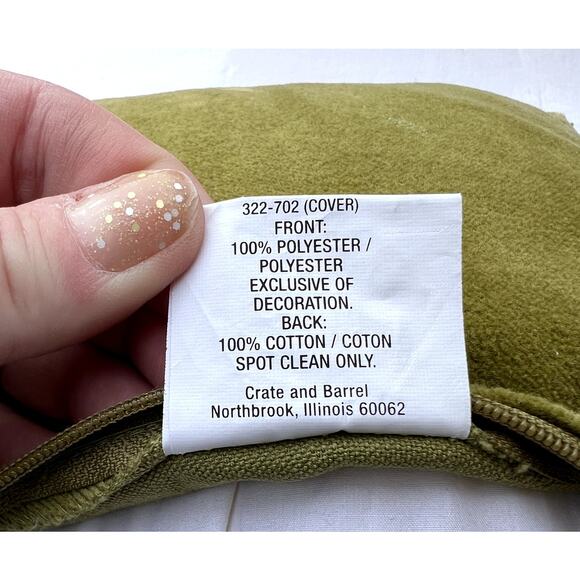 322-702 (COVER)
FRONT:
100% POLYESTER /
POLYESTER
EXCLUSIVE OF
DECORATION.
BACK:
100% COTTON / COTON
SPOT CLEAN ONLY.
Crate and Barrel
Northbrook, Illinois 60062